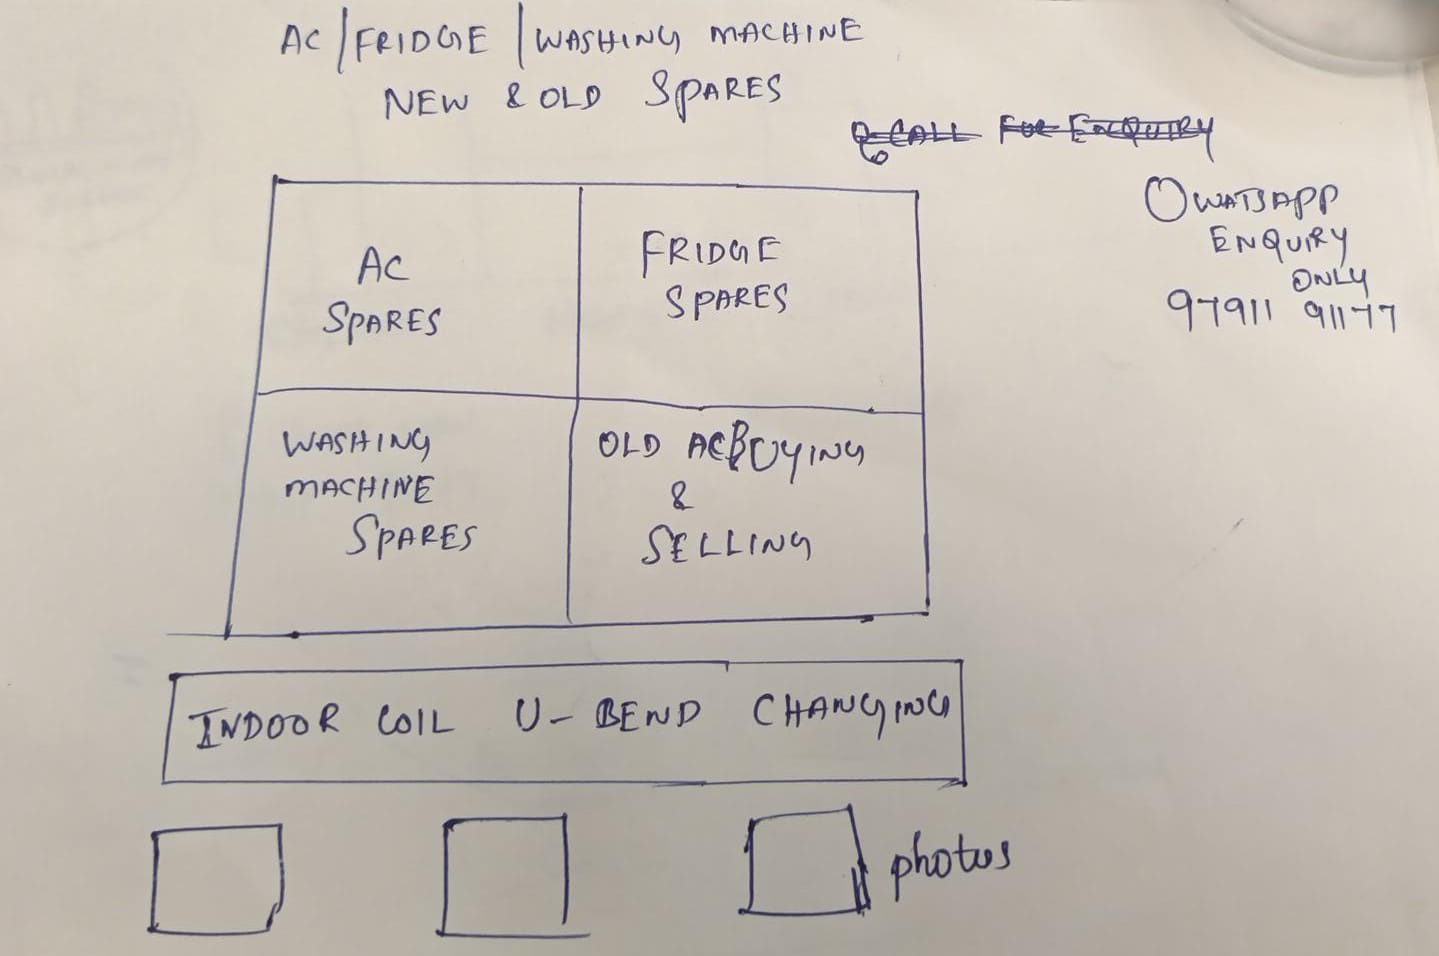 AC/FRIDGE/WASHING MACHINE
NEW & OLD SPARES
CALL FOR ENQUIRY
WATSAPP
ENQUIRY
ONLY
97911 91177
AC
SPARES
FRIDGE
SPARES
WASHING
MACHINE
SPARES
OLD AC BUYING
&
SELLING
INDOOR COIL U-BEND CHANGING
photos